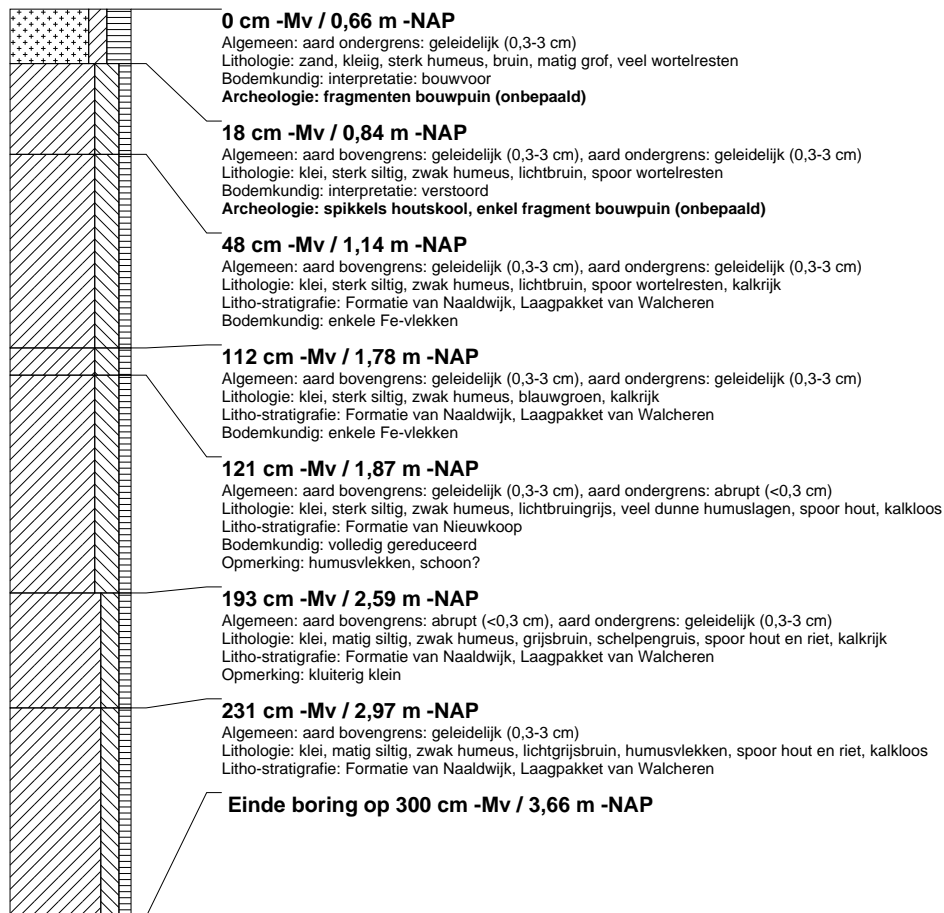 0 cm -Mv / 0,66 m -NAP
Algemeen: aard ondergrens: geleidelijk (0,3-3 cm)
Lithologie: zand, kleiig, sterk humeus, bruin, matig grof, veel wortelresten
Bodemkundig: interpretatie: bouwvoor
Archeologie: fragmenten bouwpuin (onbepaald)
18 cm -Mv / 0,84 m -NAP
Algemeen: aard bovengrens: geleidelijk (0,3-3 cm), aard ondergrens: geleidelijk (0,3-3 cm)
Lithologie: klei, sterk siltig, zwak humeus, lichtbruin, spoor wortelresten
Bodemkundig: interpretatie: verstoord
Archeologie: spikkels houtskool, enkel fragment bouwpuin (onbepaald)
48 cm -Mv / 1,14 m -NAP
Algemeen: aard bovengrens: geleidelijk (0,3-3 cm), aard ondergrens: geleidelijk (0,3-3 cm)
Lithologie: klei, sterk siltig, zwak humeus, lichtbruin, spoor wortelresten, kalkrijk
Litho-stratigrafie: Formatie van Naaldwijk, Laagpakket van Walcheren
Bodemkundig: enkele Fe-vlekken
112 cm -Mv / 1,78 m -NAP
Algemeen: aard bovengrens: geleidelijk (0,3-3 cm), aard ondergrens: geleidelijk (0,3-3 cm)
Lithologie: klei, sterk siltig, zwak humeus, blauwgroen, kalkrijk
Litho-stratigrafie: Formatie van Naaldwijk, Laagpakket van Walcheren
Bodemkundig: enkele Fe-vlekken
121 cm -Mv / 1,87 m -NAP
Algemeen: aard bovengrens: geleidelijk (0,3-3 cm), aard ondergrens: abrupt (<0,3 cm)
Lithologie: klei, sterk siltig, zwak humeus, lichtbruingrijs, veel dunne humuslagen, spoor hout, kalkloos
Litho-stratigrafie: Formatie van Nieuwkoop
Bodemkundig: volledig gereduceerd
Opmerking: humusvlekken, schoon?
193 cm -Mv / 2,59 m -NAP
Algemeen: aard bovengrens: abrupt (<0,3 cm), aard ondergrens: geleidelijk (0,3-3 cm)
Lithologie: klei, matig siltig, zwak humeus, grijsbruin, schelpengruis, spoor hout en riet, kalkrijk
Litho-stratigrafie: Formatie van Naaldwijk, Laagpakket van Walcheren
Opmerking: kluiterig klein
231 cm -Mv / 2,97 m -NAP
Algemeen: aard bovengrens: geleidelijk (0,3-3 cm)
Lithologie: klei, matig siltig, zwak humeus, lichtgrijsbruin, humusvlekken, spoor hout en riet, kalkloos
Litho-stratigrafie: Formatie van Naaldwijk, Laagpakket van Walcheren
Einde boring op 300 cm -Mv / 3,66 m -NAP